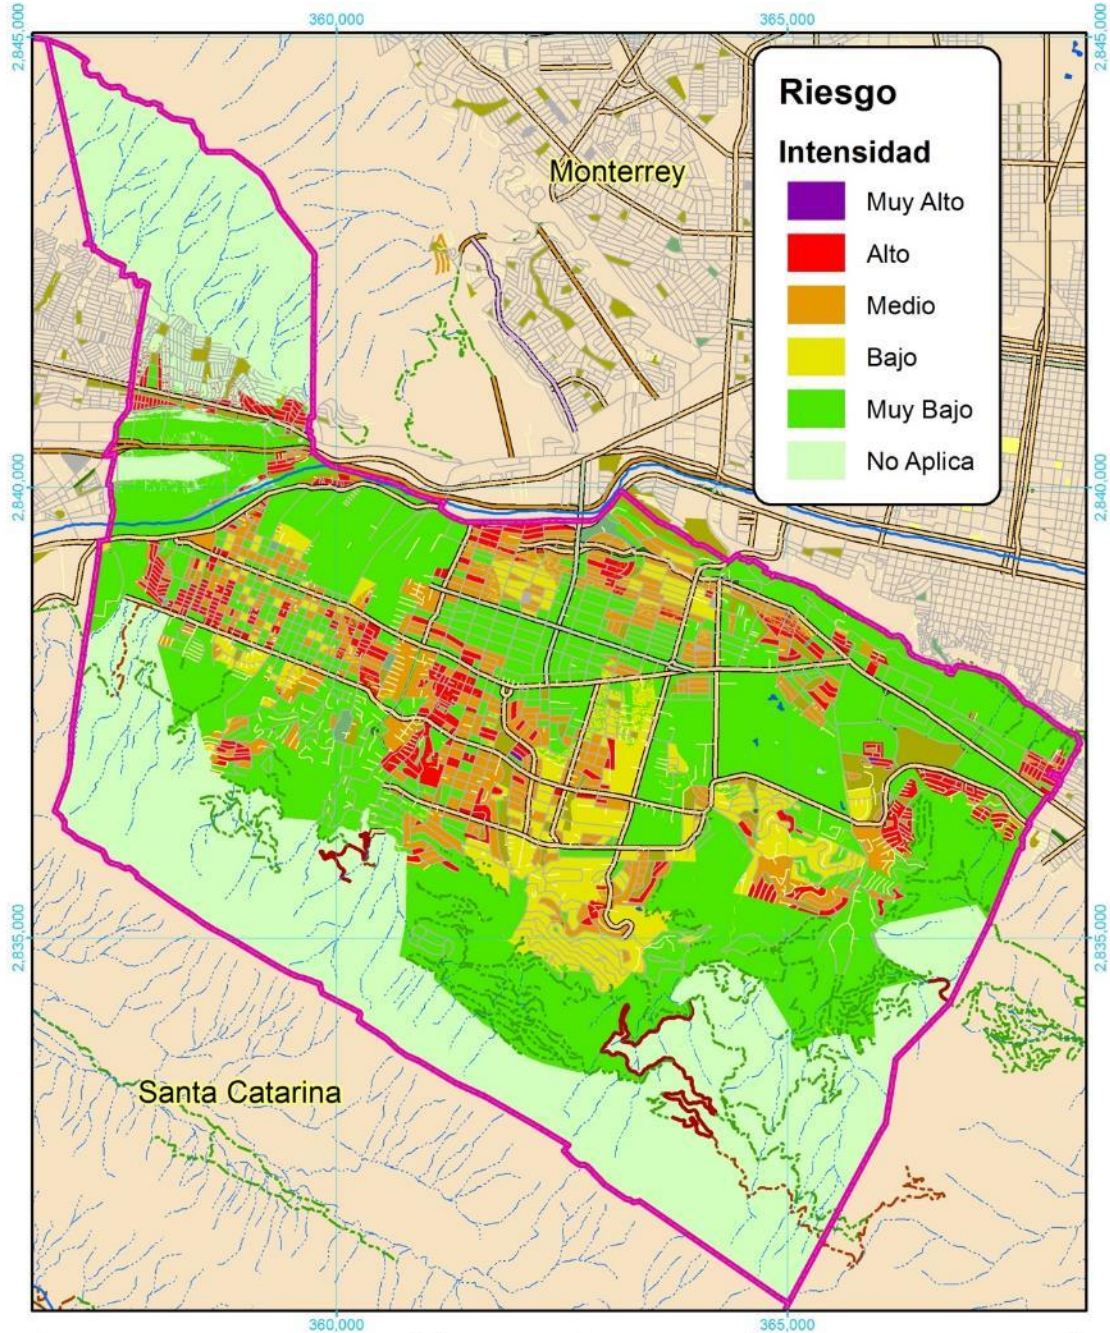 360,000
365,000
2,845,000
2,845,000
Riesgo
Intensidad
Muy Alto
Alto
Medio
Bajo
Muy Bajo
No Aplica
Monterrey
2,840,000
2,840,000
2,835,000
2,835,000
Santa Catarina
360,000
365,000